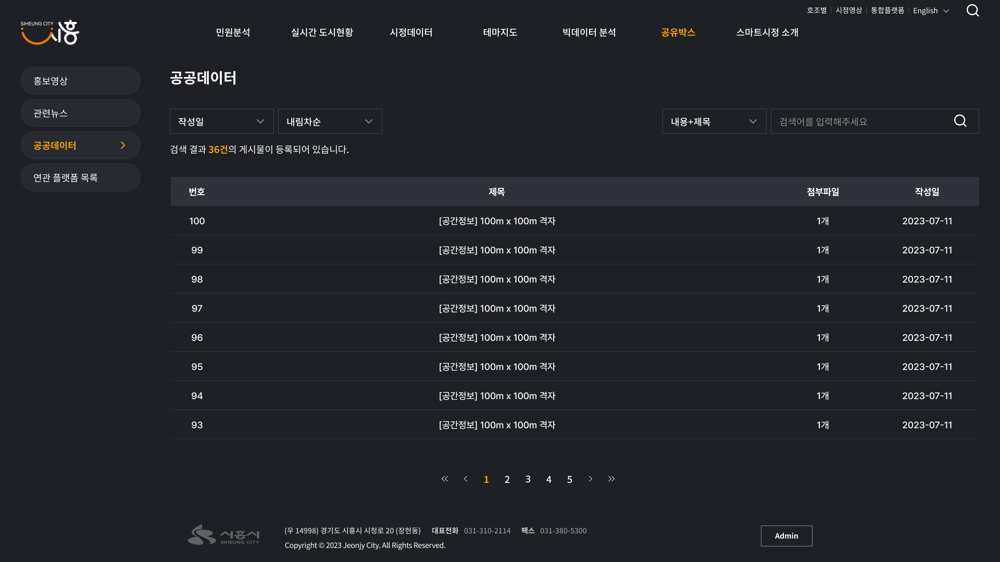 호조별 시정영상 통합플랫폼 English
SIHEUNG CITY
시흥
민원분석 실시간 도시현황 시정데이터 테마지도 빅데이터 분석 공유박스 스마트시정 소개
홍보영상
관련뉴스
공공데이터
연관 플랫폼 목록
공공데이터
작성일 내림차순 내용+제목 검색어를 입력해주세요
검색 결과 36건의 게시물이 등록되어 있습니다.
번호 제목 첨부파일 작성일
100 [공간정보] 100m x 100m 격자 1개 2023-07-11
99 [공간정보] 100m x 100m 격자 1개 2023-07-11
98 [공간정보] 100m x 100m 격자 1개 2023-07-11
97 [공간정보] 100m x 100m 격자 1개 2023-07-11
96 [공간정보] 100m x 100m 격자 1개 2023-07-11
95 [공간정보] 100m x 100m 격자 1개 2023-07-11
94 [공간정보] 100m x 100m 격자 1개 2023-07-11
93 [공간정보] 100m x 100m 격자 1개 2023-07-11
1 2 3 4 5
시흥시
SIHEUNG CITY
(우 14998) 경기도 시흥시 시청로 20 (장현동) 대표전화 031-310-2114 팩스 031-380-5300
Copyright © 2023 Jeonjy City. All Rights Reserved.
Admin